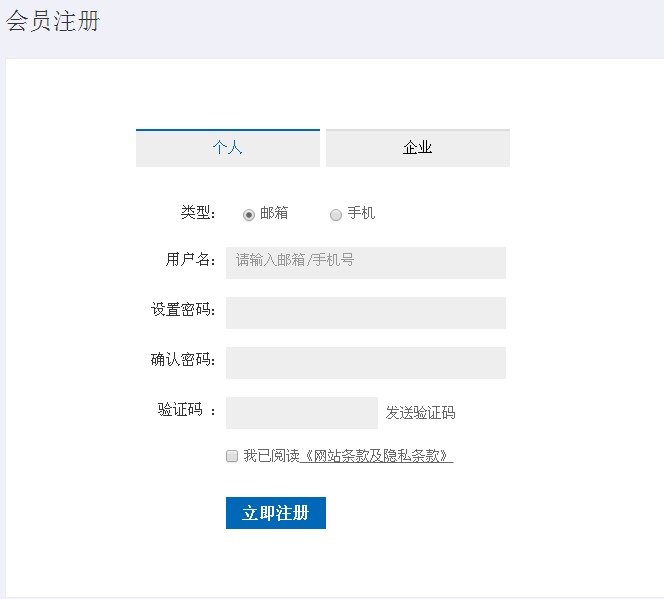 会员注册
个人 企业
类型： 邮箱 手机
用户名： 请输入邮箱/手机号
设置密码：
确认密码：
验证码 ： 发送验证码
我已阅读《网站条款及隐私条款》
立即注册